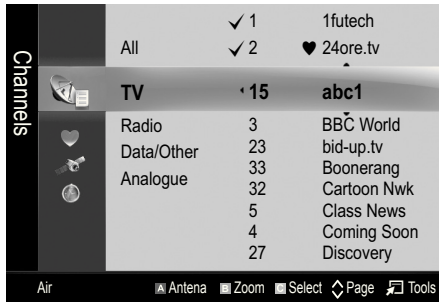 Channels
✓ 1 1futech
All ✓ 2 ♥ 24ore.tv
TV 15 abc1
Radio 3 BBC World
Data/Other 23 bid-up.tv
Analogue 33 Boonerang
32 Cartoon Nwk
5 Class News
4 Coming Soon
27 Discovery
Air A Antena B Zoom C Select Page Tools